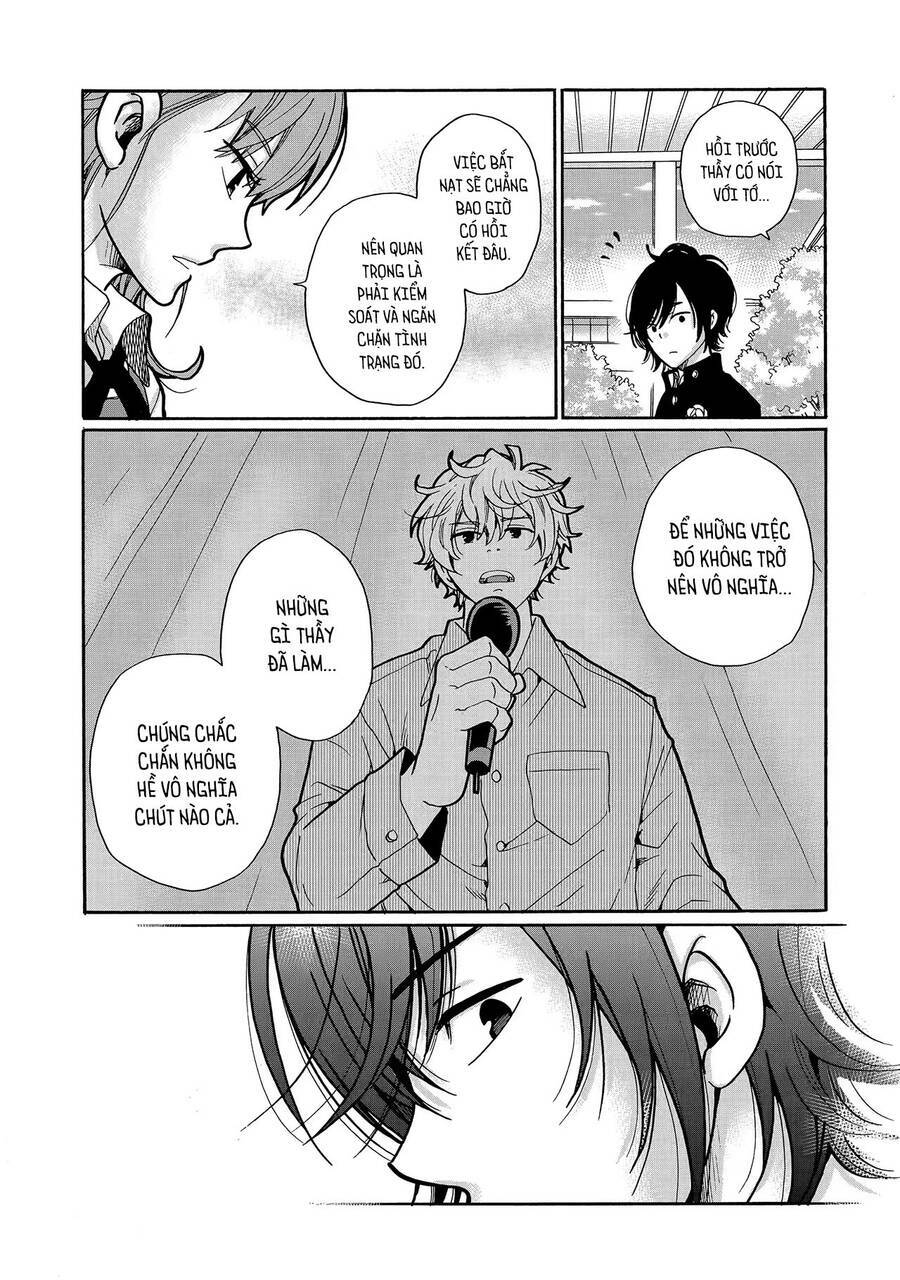 HỒI TRƯỚC
THẦY CÓ NÓI
VỚI TỚ...
VIỆC BẮT
NẠT SẼ CHẲNG
BAO GIỜ
CÓ HỒI
KẾT ĐÂU.
NÊN QUAN
TRỌNG LÀ
PHẢI KIỂM
SOÁT VÀ NGĂN
CHẶN TÌNH
TRẠNG ĐÓ.
ĐỂ NHỮNG VIỆC
ĐÓ KHÔNG TRỞ
NÊN VÔ NGHĨA...
NHỮNG
GÌ THẦY
ĐÃ LÀM...
CHÚNG CHẮC
CHẮN KHÔNG
HỀ VÔ NGHĨA
CHÚT NÀO CẢ.